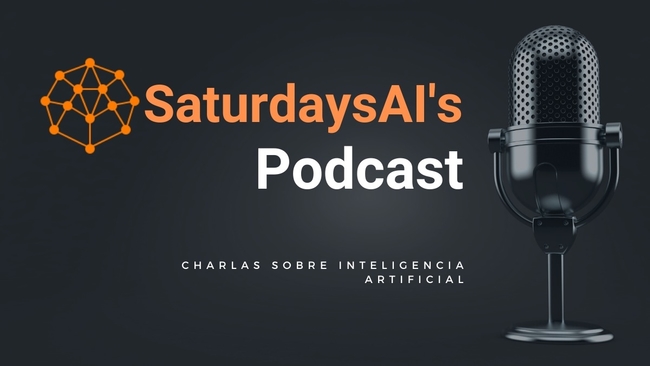 SaturdaysAI's
Podcast
CHARLAS SOBRE INTELIGENCIA
ARTIFICIAL